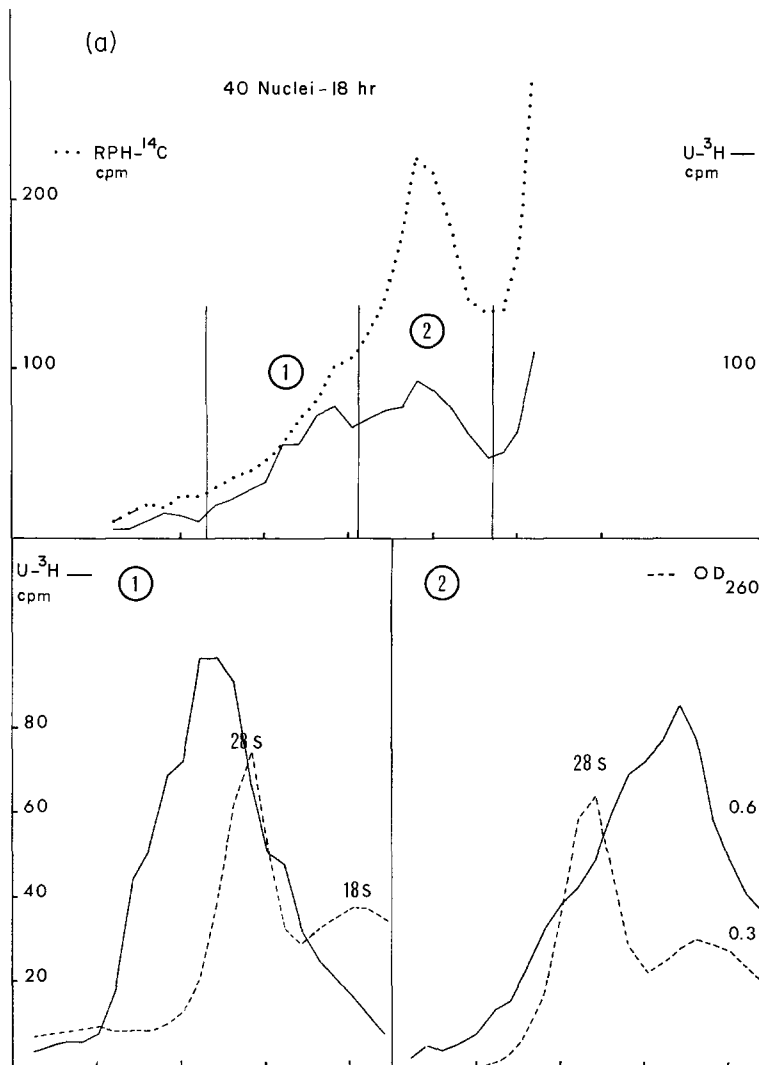 (a)
40 Nuclei-18 hr
··· RPH-¹⁴C
cpm
U-³H —
cpm
200
100
100
1
2
U-³H —
cpm
1
80
60
40
20
28 S
18 S
2
--- OD₂₆₀
28 S
0.6
0.3